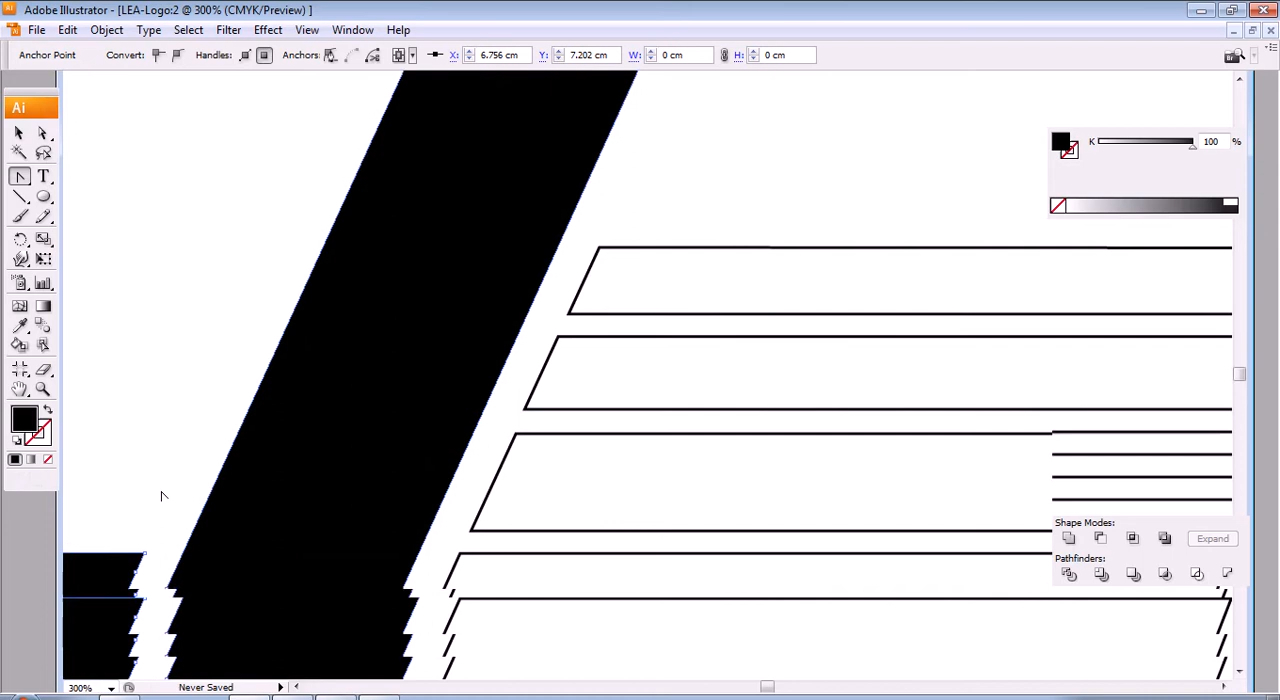 Adobe Illustrator - [LEA-Logo:2 @ 300% (CMYK/Preview) ]
File Edit Object Type Select Filter Effect View Window Help
Anchor Point Convert: Handles: Anchors: X: 6.756 cm Y: 7.202 cm W: 0 cm H: 0 cm
Ai
K 100 %
T
Shape Modes:
Expand
Pathfinders:
300% Never Saved